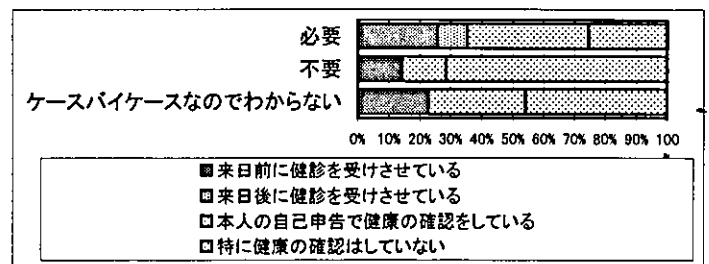 必要
不要
ケースバイケースなのでわからない
0% 10% 20% 30% 40% 50% 60% 70% 80% 90% 100
来日前に健診を受けさせている
来日後に健診を受けさせている
本人の自己申告で健康の確認をしている
特に健康の確認はしていない